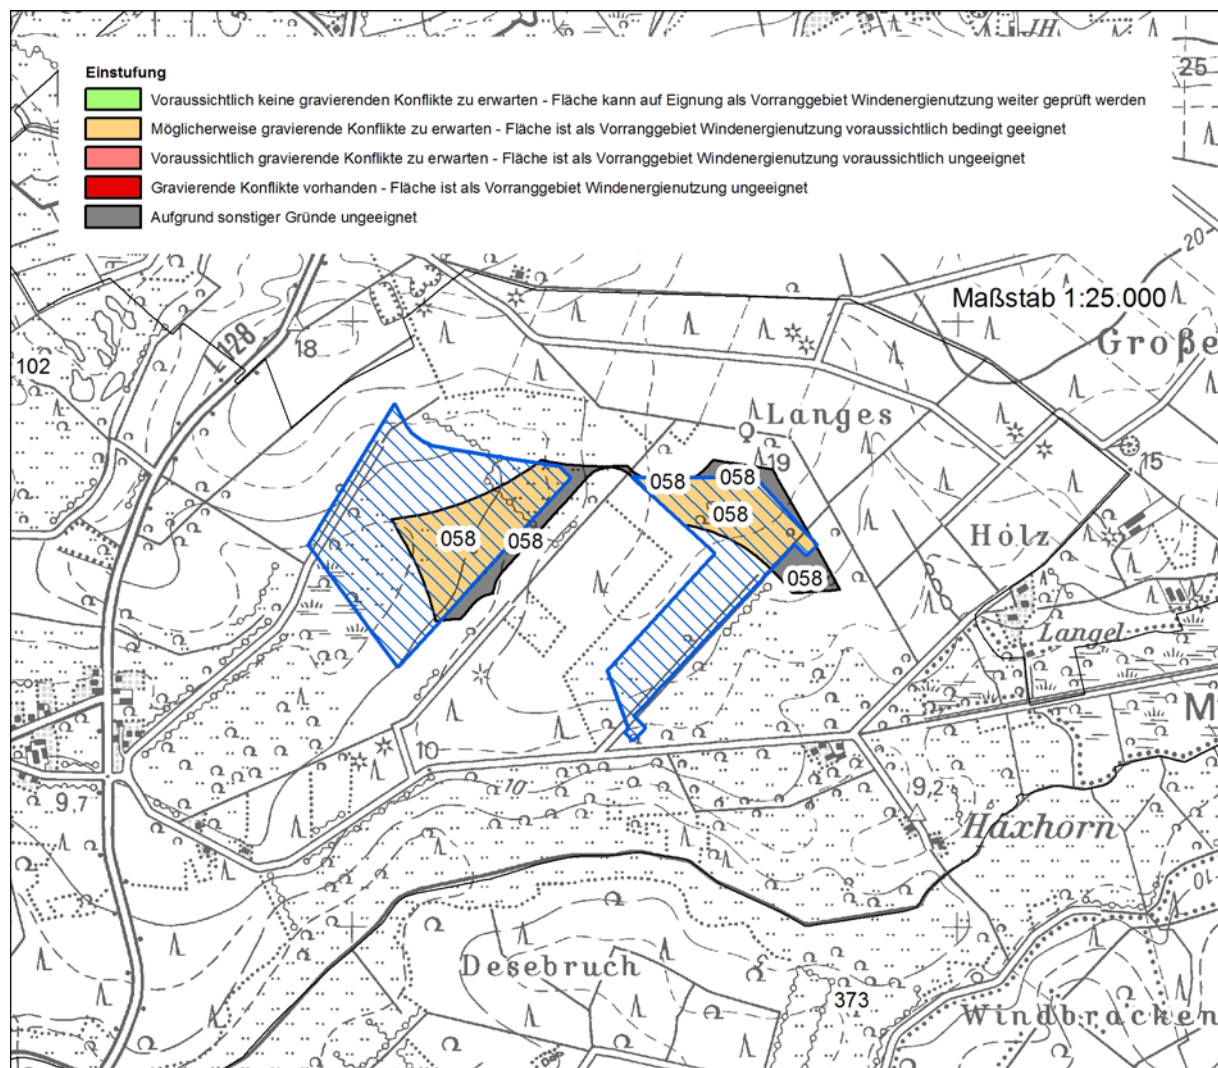 JH
25
Einstufung
Voraussichtlich keine gravierenden Konflikte zu erwarten - Fläche kann auf Eignung als Vorranggebiet Windenergienutzung weiter geprüft werden
Möglicherweise gravierende Konflikte zu erwarten - Fläche ist als Vorranggebiet Windenergienutzung voraussichtlich bedingt geeignet
Voraussichtlich gravierende Konflikte zu erwarten - Fläche ist als Vorranggebiet Windenergienutzung voraussichtlich ungeeignet
Gravierende Konflikte vorhanden - Fläche ist als Vorranggebiet Windenergienutzung ungeeignet
Aufgrund sonstiger Gründe ungeeignet
20
Maßstab 1:25.000
L 128
18
Große
102
Langes
19
15
058
058
058
058
058
058
Holz
Langel
M
10
10
9,7
9,2
Haxhorn
10
Desebruch
373
Windbracken